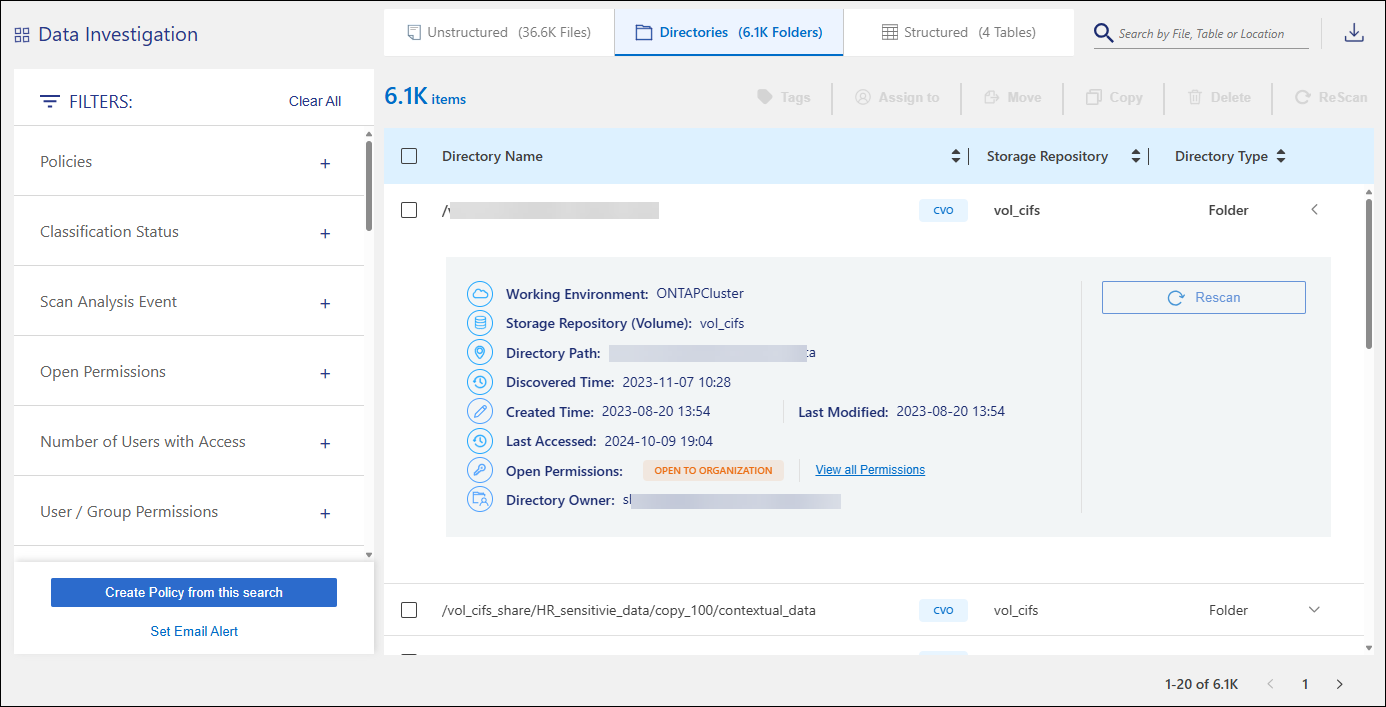 Data Investigation
Unstructured (36.6K Files)
Directories (6.1K Folders)
Structured (4 Tables)
Search by File, Table or Location
FILTERS:
Clear All
Policies +
Classification Status +
Scan Analysis Event +
Open Permissions +
Number of Users with Access +
User / Group Permissions +
Create Policy from this search
Set Email Alert
6.1K items
Tags
Assign to
Move
Copy
Delete
ReScan
Directory Name
Storage Repository
Directory Type
CVO vol_cifs Folder
Working Environment: ONTAPCluster
Storage Repository (Volume): vol_cifs
Directory Path:
Discovered Time: 2023-11-07 10:28
Created Time: 2023-08-20 13:54
Last Modified: 2023-08-20 13:54
Last Accessed: 2024-10-09 19:04
Open Permissions: OPEN TO ORGANIZATION View all Permissions
Directory Owner:
Rescan
/vol_cifs_share/HR_sensitivie_data/copy_100/contextual_data CVO vol_cifs Folder
1-20 of 6.1K < 1 >